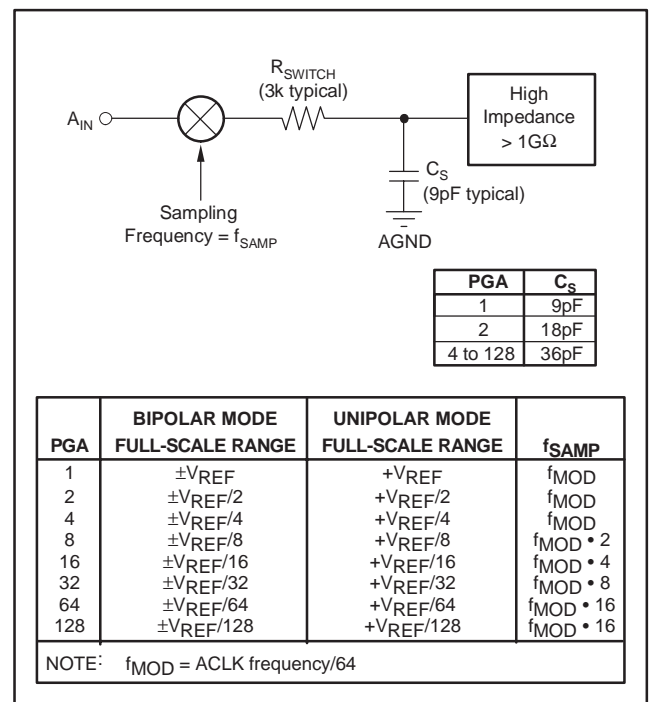 R_SWITCH
(3k typical)
A_IN
High
Impedance
> 1GΩ
C_S
(9pF typical)
Sampling
Frequency = f_SAMP
AGND
PGA C_S
1 9pF
2 18pF
4 to 128 36pF
BIPOLAR MODE UNIPOLAR MODE
PGA FULL-SCALE RANGE FULL-SCALE RANGE f_SAMP
1 ±V_REF +V_REF f_MOD
2 ±V_REF/2 +V_REF/2 f_MOD
4 ±V_REF/4 +V_REF/4 f_MOD
8 ±V_REF/8 +V_REF/8 f_MOD • 2
16 ±V_REF/16 +V_REF/16 f_MOD • 4
32 ±V_REF/32 +V_REF/32 f_MOD • 8
64 ±V_REF/64 +V_REF/64 f_MOD • 16
128 ±V_REF/128 +V_REF/128 f_MOD • 16
NOTE: f_MOD = ACLK frequency/64